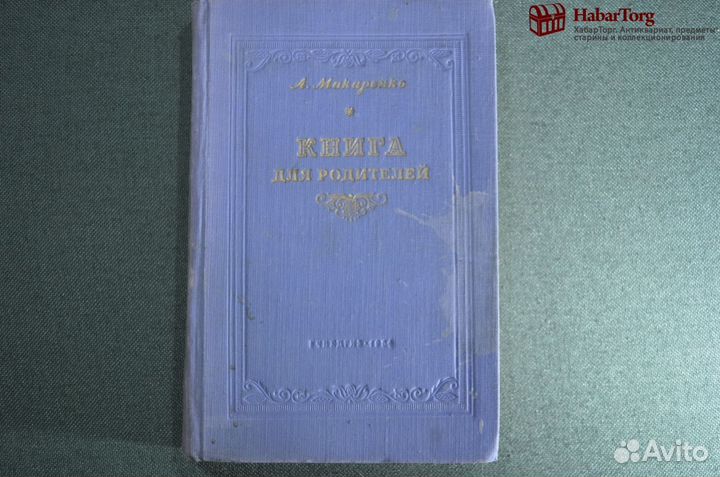 HabarTorg
ХабарТорг. Антиквариат, предметы
старины и коллекционирования
А. Макаренко
КНИГА
ДЛЯ РОДИТЕЛЕЙ
Avito